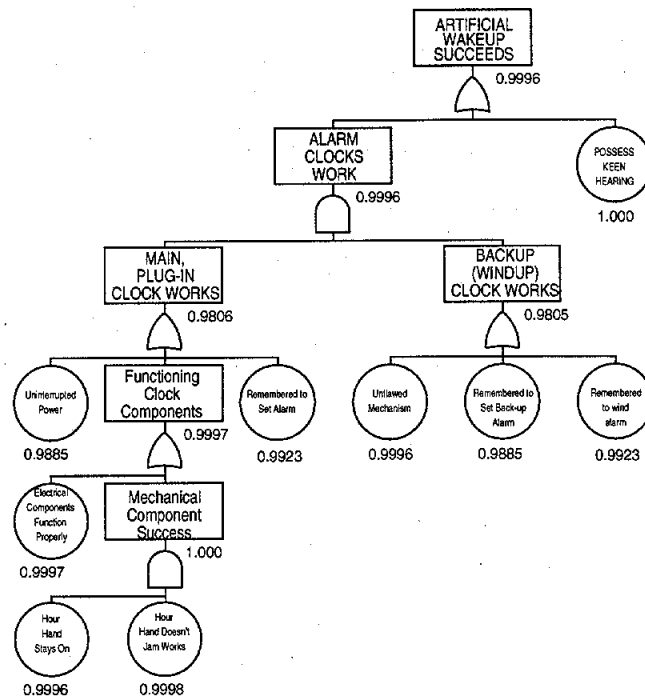 ARTIFICIAL
WAKEUP
SUCCEEDS
0.9996
ALARM
CLOCKS
WORK
0.9996
POSSESS
KEEN
HEARING
1.000
MAIN,
PLUG-IN
CLOCK WORKS
0.9806
BACKUP
(WINDUP)
CLOCK WORKS
0.9805
Uninterrupted
Power
0.9885
Functioning
Clock
Components
0.9997
Remembered to
Set Alarm
0.9923
Unflawed
Mechanism
0.9996
Remembered to
Set Back-up
Alarm
0.9885
Remembered
to wind
alarm
0.9923
Electrical
Components
Function
Properly
0.9997
Mechanical
Component
Success
1.000
Hour
Hand
Stays On
0.9996
Hour
Hand Doesn't
Jam Works
0.9998